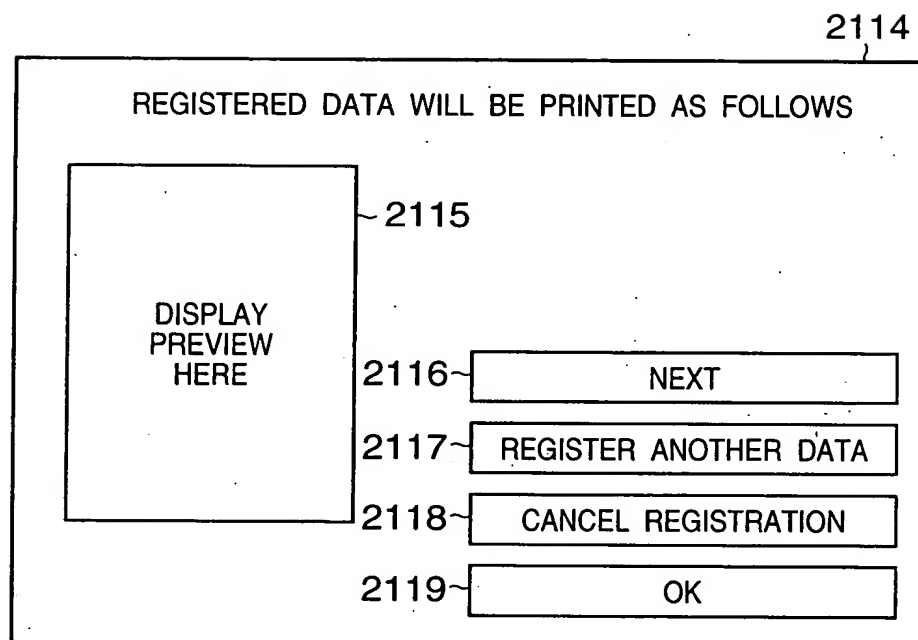 2114
REGISTERED DATA WILL BE PRINTED AS FOLLOWS
2115
DISPLAY
PREVIEW
HERE
2116
NEXT
2117
REGISTER ANOTHER DATA
2118
CANCEL REGISTRATION
2119
OK